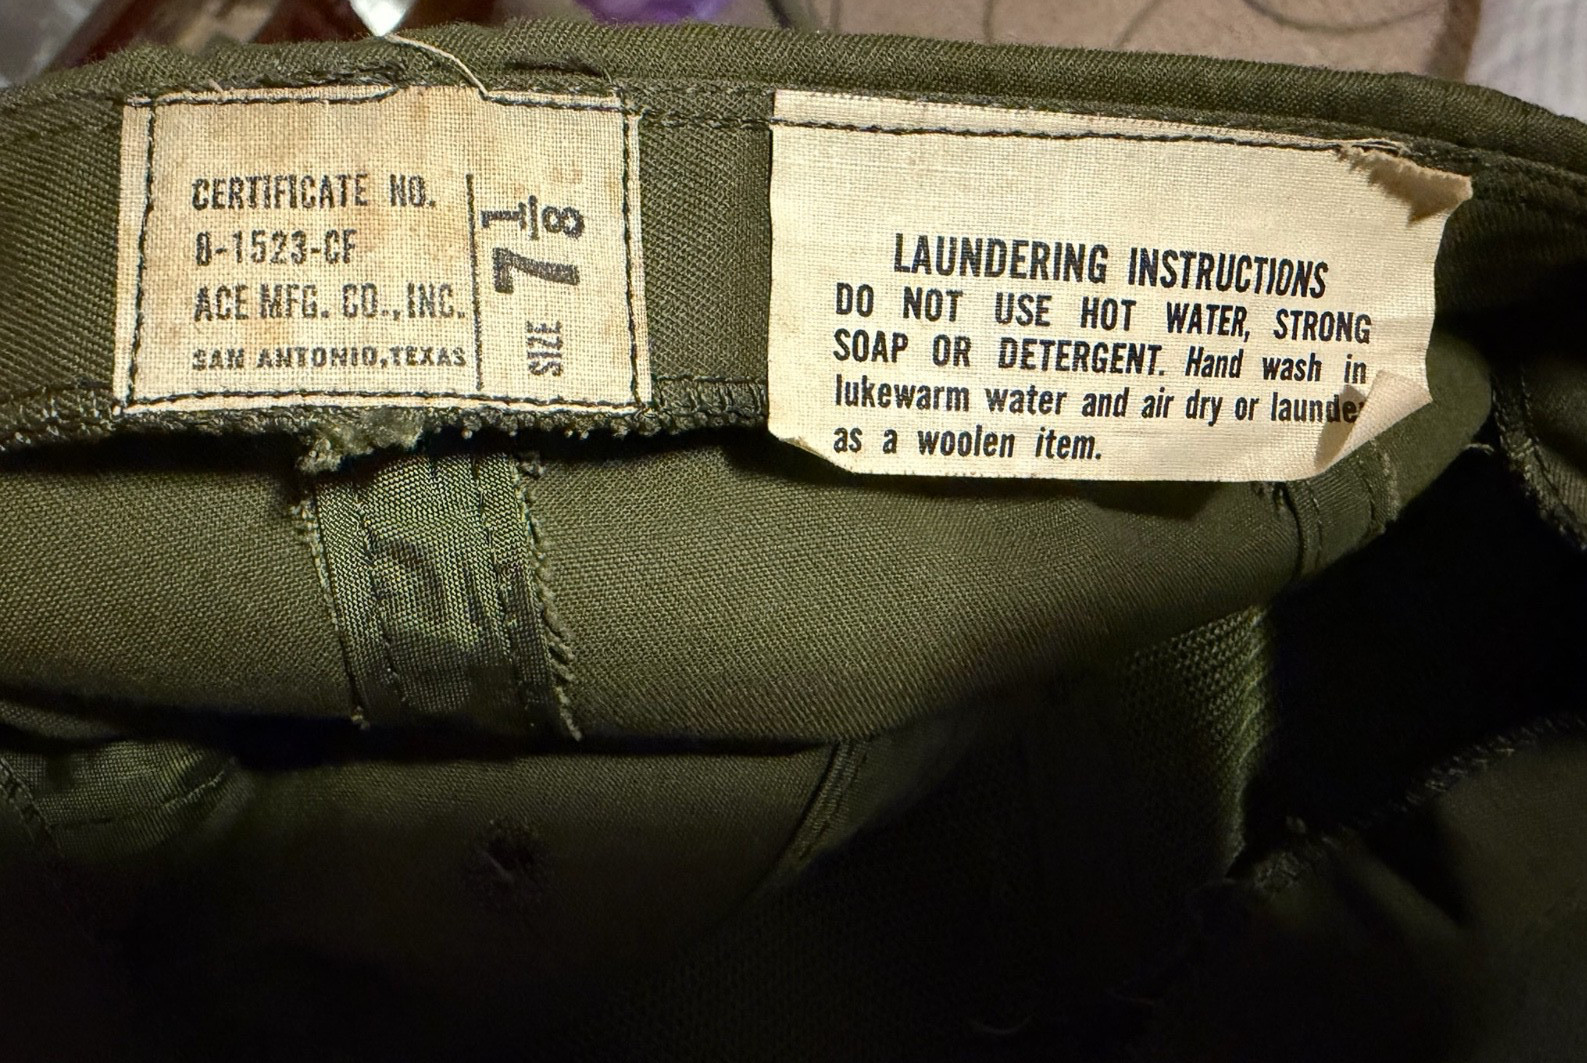 CERTIFICATE NO.
8-1523-CF
ACE MFG. CO., INC.
SAN ANTONIO, TEXAS
SIZE 7 1/8
LAUNDERING INSTRUCTIONS
DO NOT USE HOT WATER, STRONG
SOAP OR DETERGENT. Hand wash in
lukewarm water and air dry or launder
as a woolen item.